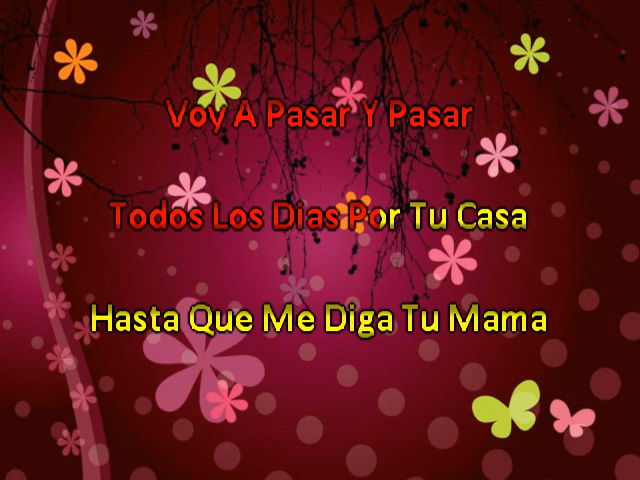 Voy A Pasar Y Pasar
Todos Los Dias Por Tu Casa
Hasta Que Me Diga Tu Mama